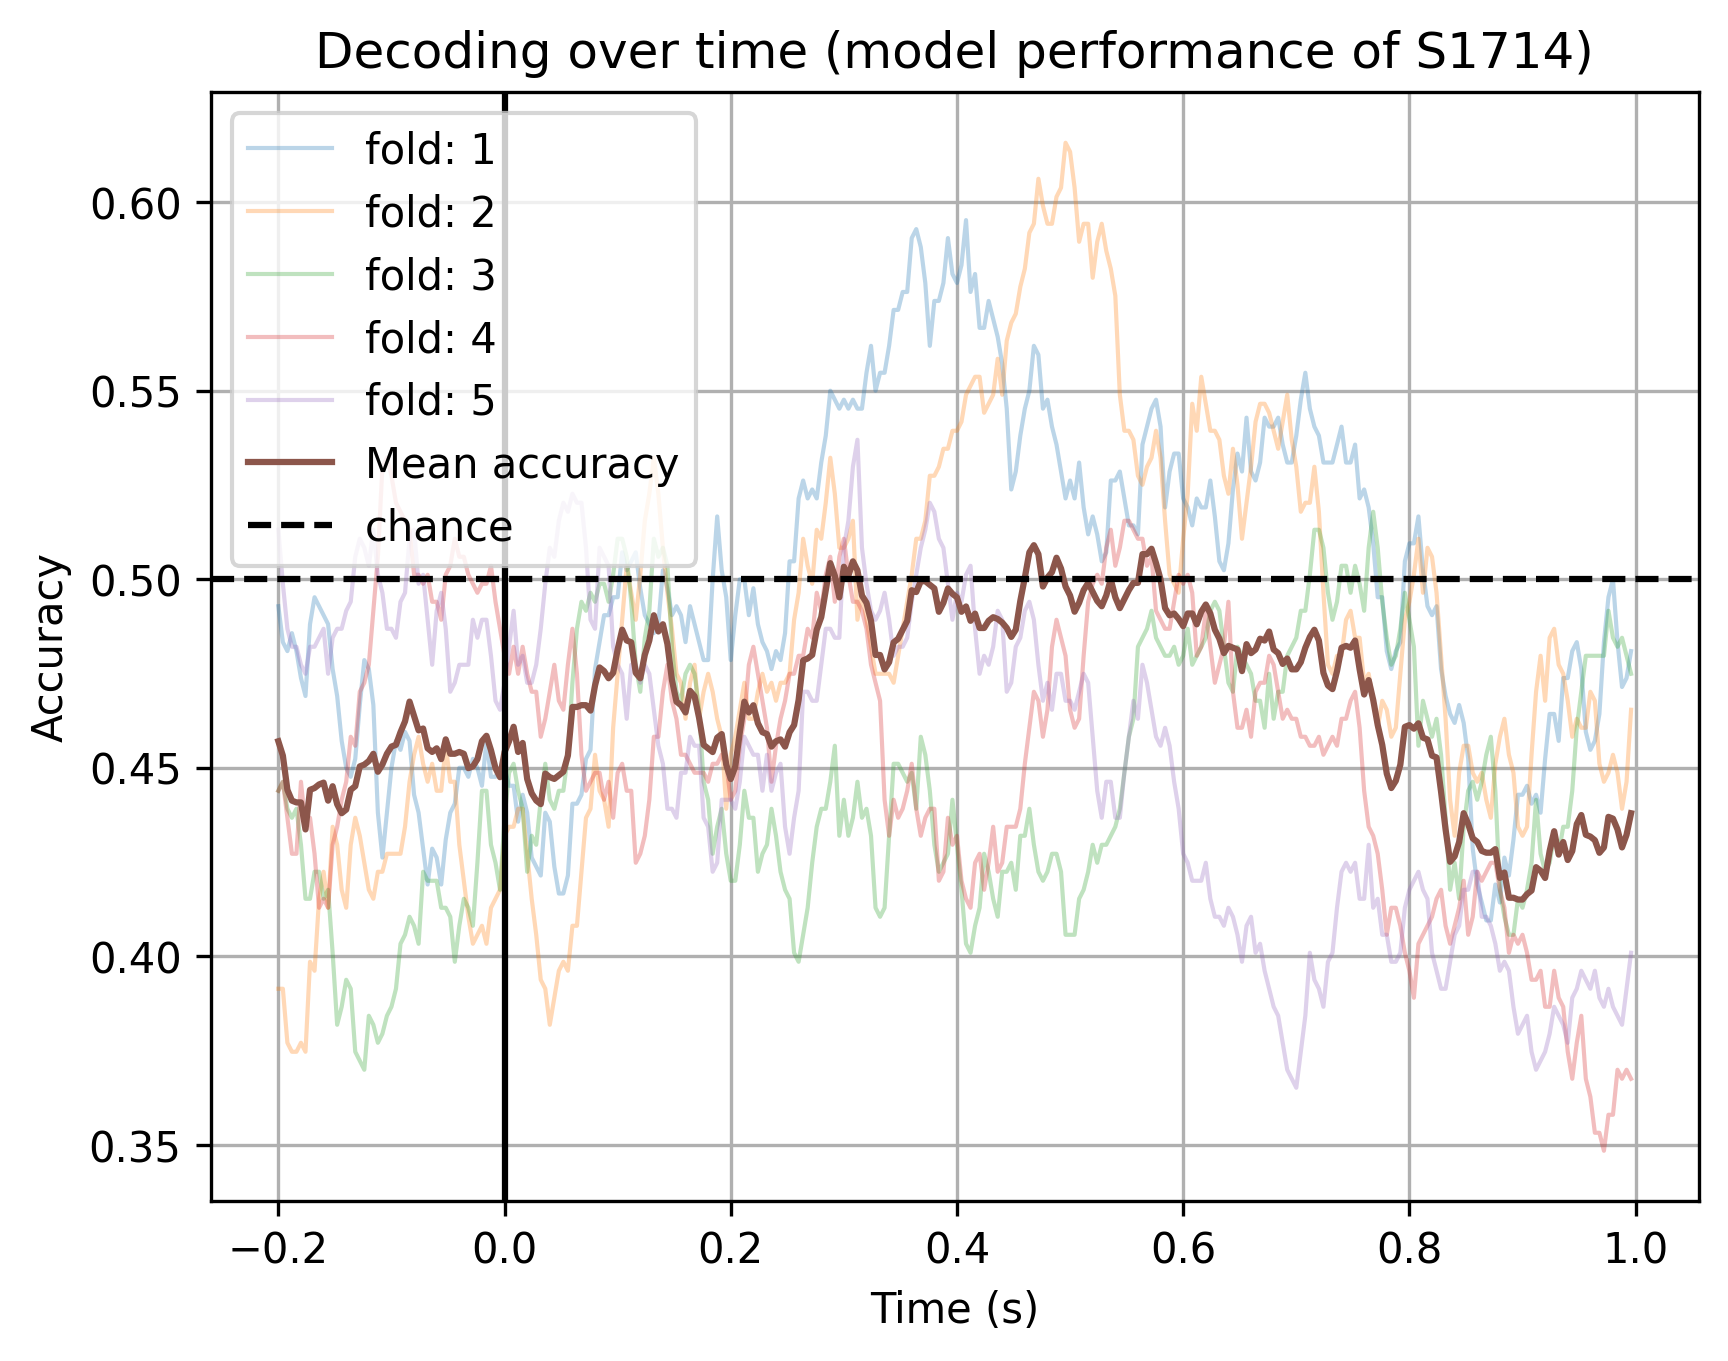 Decoding over time (model performance of S1714)
fold: 1
fold: 2
fold: 3
fold: 4
fold: 5
Mean accuracy
chance
Accuracy
0.60
0.55
0.50
0.45
0.40
0.35
−0.2
0.0
0.2
0.4
0.6
0.8
1.0
Time (s)